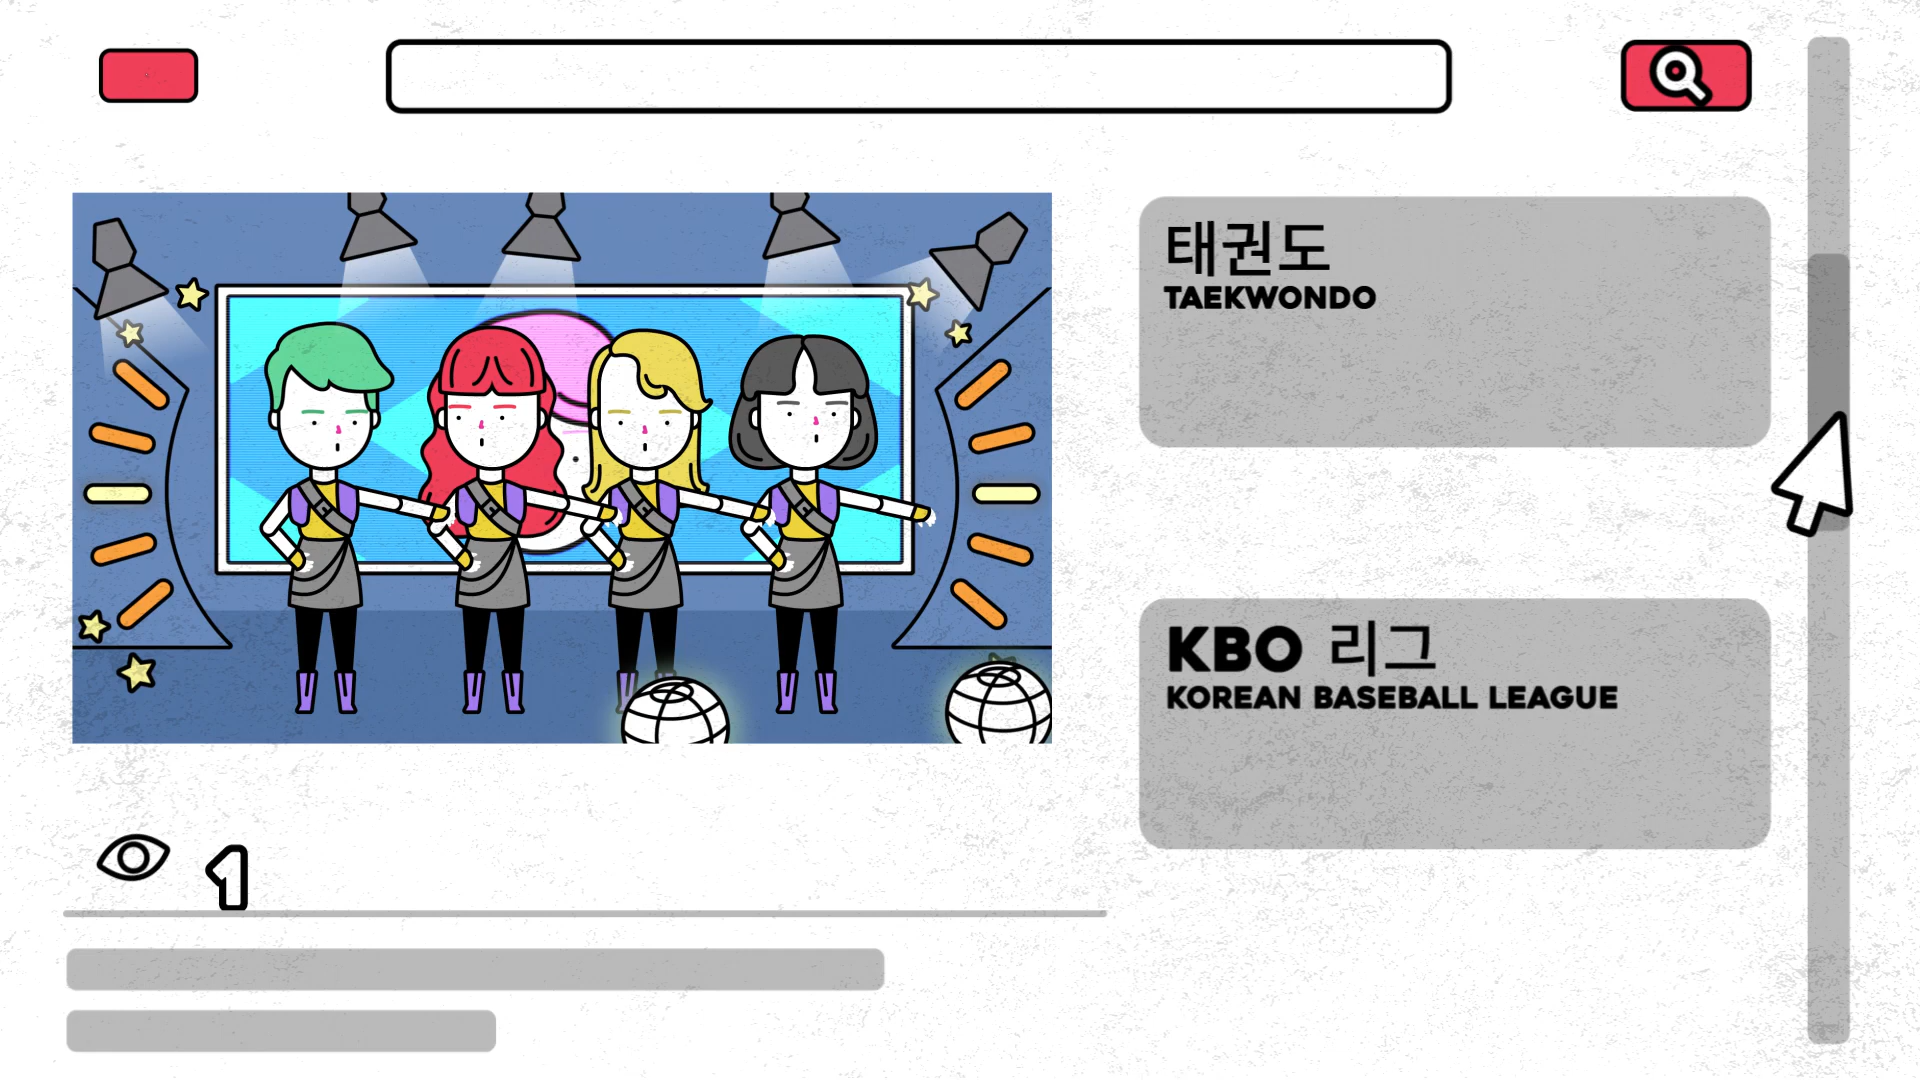 태권도
TAEKWONDO
KBO 리그
KOREAN BASEBALL LEAGUE
1